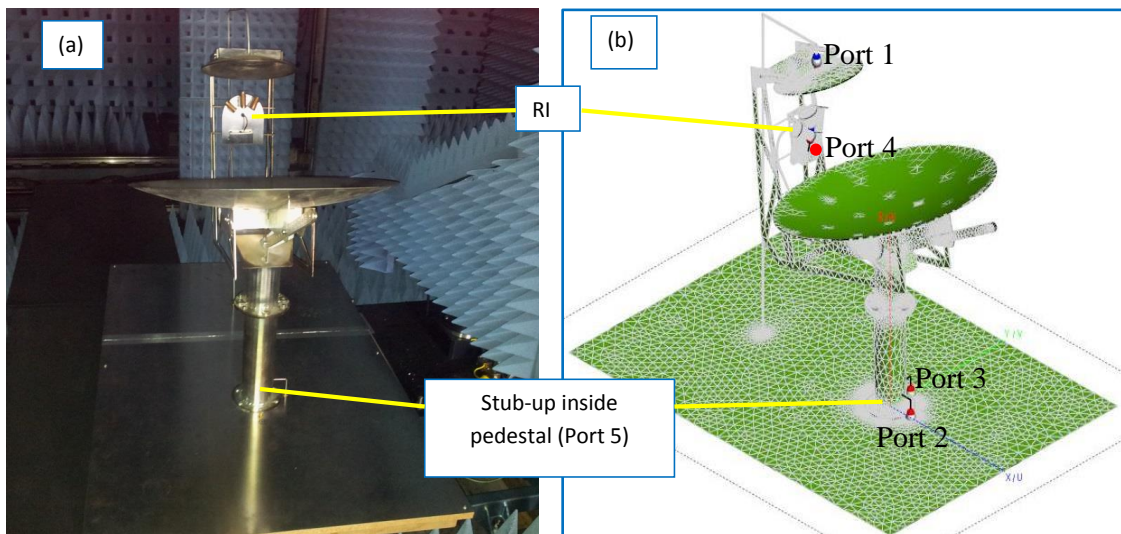 (a)
(b)
Port 1
RI
Port 4
Port 3
Stub-up inside
pedestal (Port 5)
Port 2
Y/V
X/U